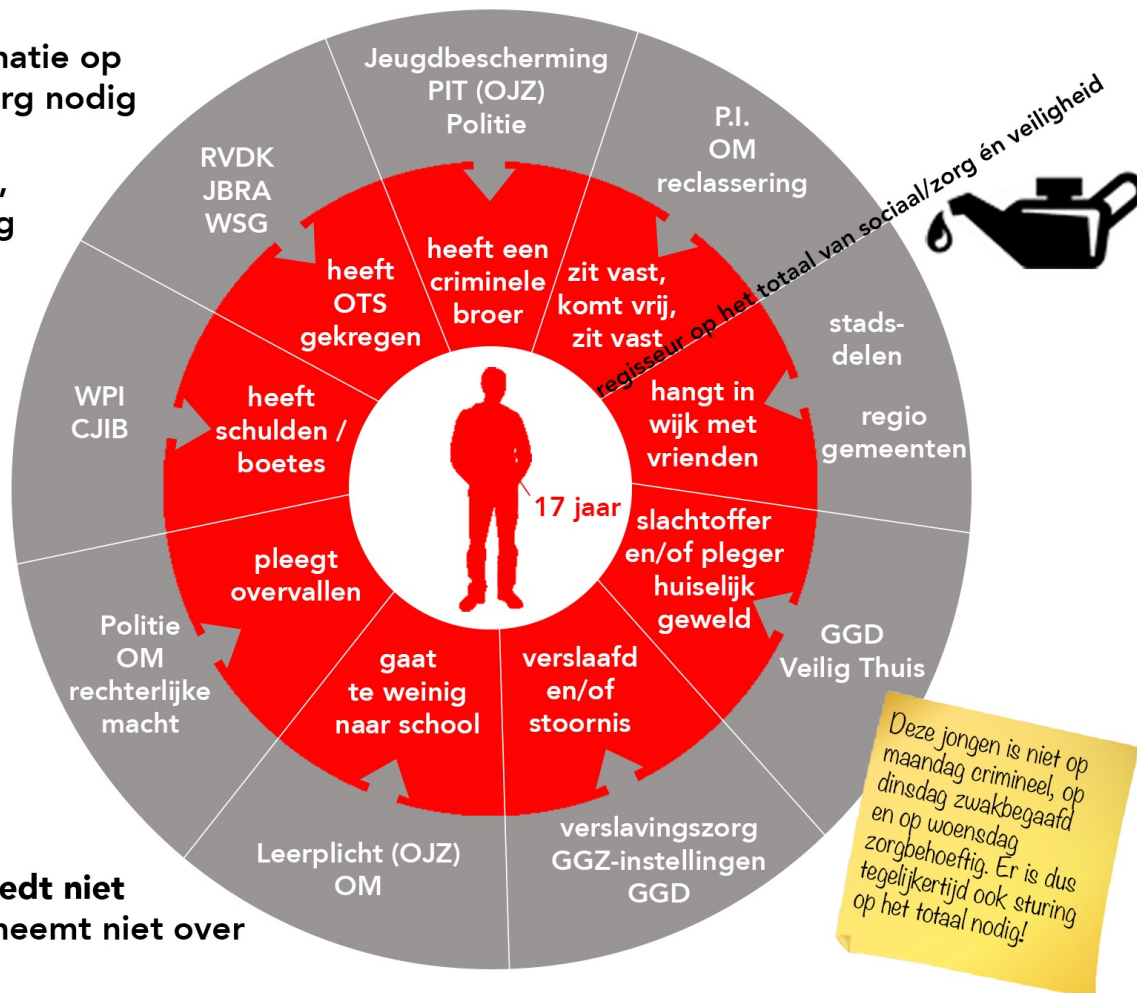 matie op
rg nodig
,
g
edt niet
neemt niet over
Jeugdbescherming
PIT (OJZ)
Politie
P.I.
OM
reclassering
regisseur op het totaal van sociaal/zorg én veiligheid
stads-
delen
regio
gemeenten
GGD
Veilig Thuis
verslavingszorg
GGZ-instellingen
GGD
Leerplicht (OJZ)
OM
Politie
OM
rechterlijke
macht
WPI
CJIB
RVDK
JBRA
WSG
heeft een
criminele
broer
zit vast,
komt vrij,
zit vast
hangt in
wijk met
vrienden
slachtoffer
en/of pleger
huiselijk
geweld
verslaafd
en/of
stoornis
gaat
te weinig
naar school
pleegt
overvallen
heeft
schulden /
boetes
heeft
OTS
gekregen
17 jaar
Deze jongen is niet op
maandag crimineel, op
dinsdag zwakbegaafd
en op woensdag
zorgbehoeftig. Er is dus
tegelijkertijd ook sturing
op het totaal nodig!